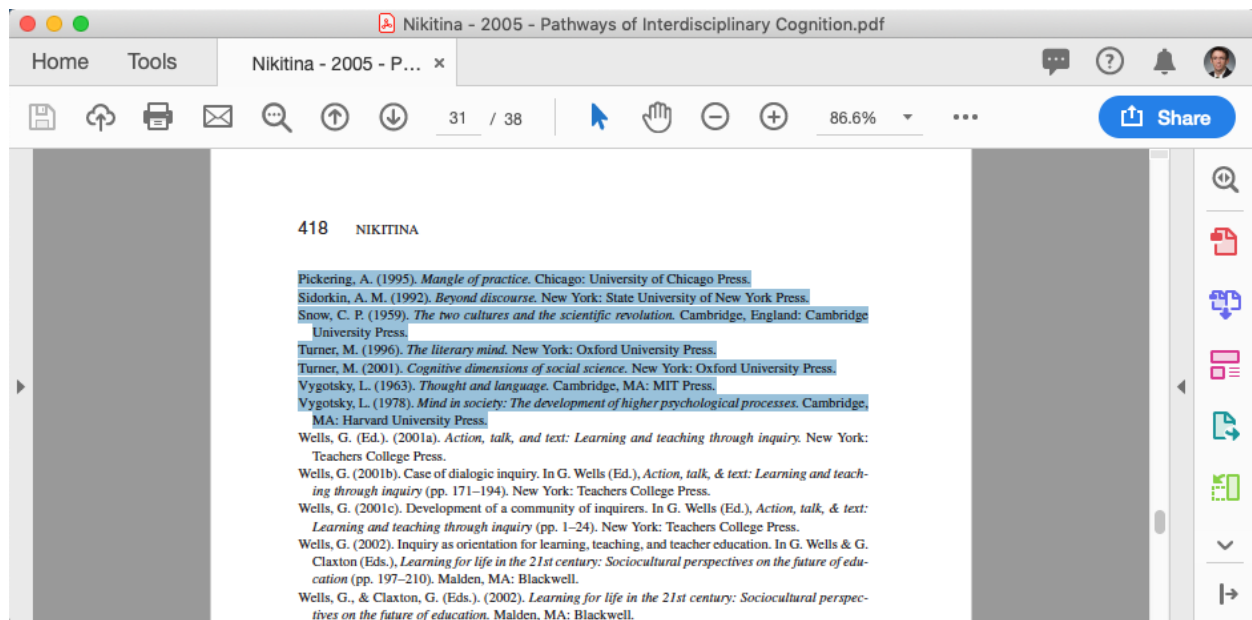 Nikitina - 2005 - Pathways of Interdisciplinary Cognition.pdf
Home Tools Nikitina - 2005 - P... ×
31 / 38 86.6% Share
418 NIKITINA
Pickering, A. (1995). Mangle of practice. Chicago: University of Chicago Press.
Sidorkin, A. M. (1992). Beyond discourse. New York: State University of New York Press.
Snow, C. P. (1959). The two cultures and the scientific revolution. Cambridge, England: Cambridge
University Press.
Turner, M. (1996). The literary mind. New York: Oxford University Press.
Turner, M. (2001). Cognitive dimensions of social science. New York: Oxford University Press.
Vygotsky, L. (1963). Thought and language. Cambridge, MA: MIT Press.
Vygotsky, L. (1978). Mind in society: The development of higher psychological processes. Cambridge,
MA: Harvard University Press.
Wells, G. (Ed.). (2001a). Action, talk, and text: Learning and teaching through inquiry. New York:
Teachers College Press.
Wells, G. (2001b). Case of dialogic inquiry. In G. Wells (Ed.), Action, talk, & text: Learning and teach-
ing through inquiry (pp. 171–194). New York: Teachers College Press.
Wells, G. (2001c). Development of a community of inquirers. In G. Wells (Ed.), Action, talk, & text:
Learning and teaching through inquiry (pp. 1–24). New York: Teachers College Press.
Wells, G. (2002). Inquiry as orientation for learning, teaching, and teacher education. In G. Wells & G.
Claxton (Eds.), Learning for life in the 21st century: Sociocultural perspectives on the future of edu-
cation (pp. 197–210). Malden, MA: Blackwell.
Wells, G., & Claxton, G. (Eds.). (2002). Learning for life in the 21st century: Sociocultural perspec-
tives on the future of education. Malden, MA: Blackwell.